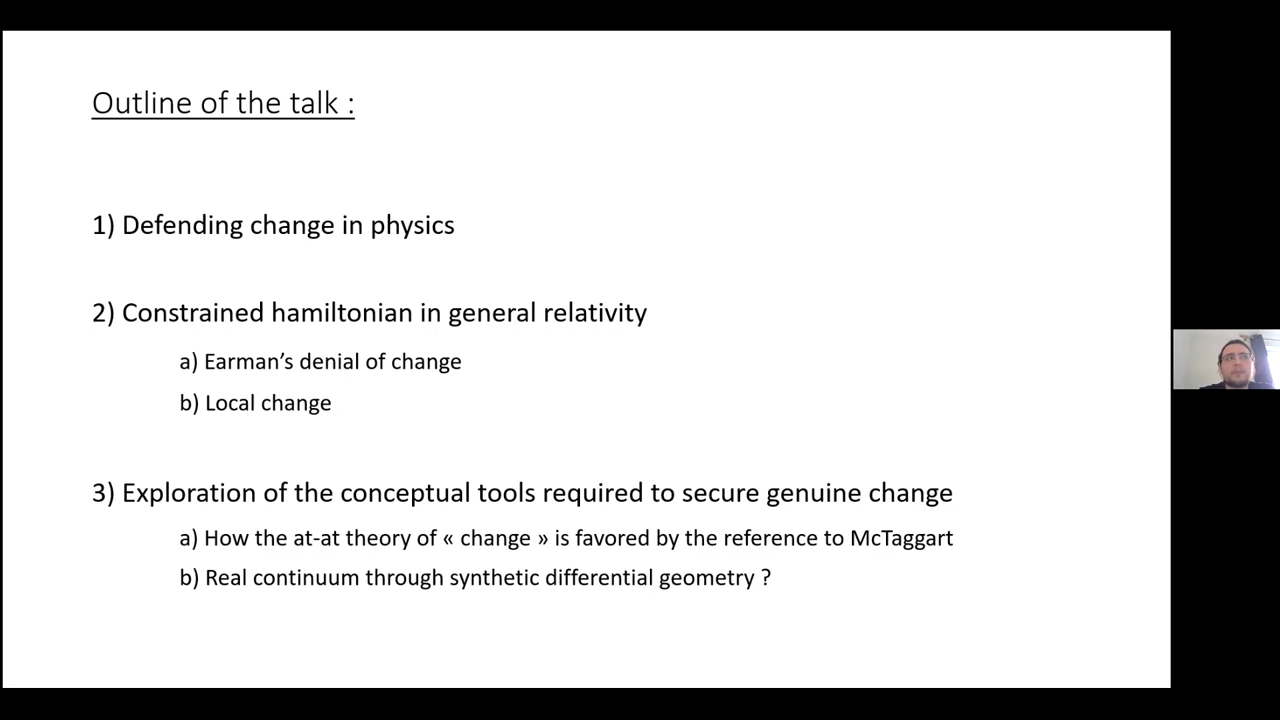 Outline of the talk :
1) Defending change in physics
2) Constrained hamiltonian in general relativity
a) Earman’s denial of change
b) Local change
3) Exploration of the conceptual tools required to secure genuine change
a) How the at-at theory of « change » is favored by the reference to McTaggart
b) Real continuum through synthetic differential geometry ?